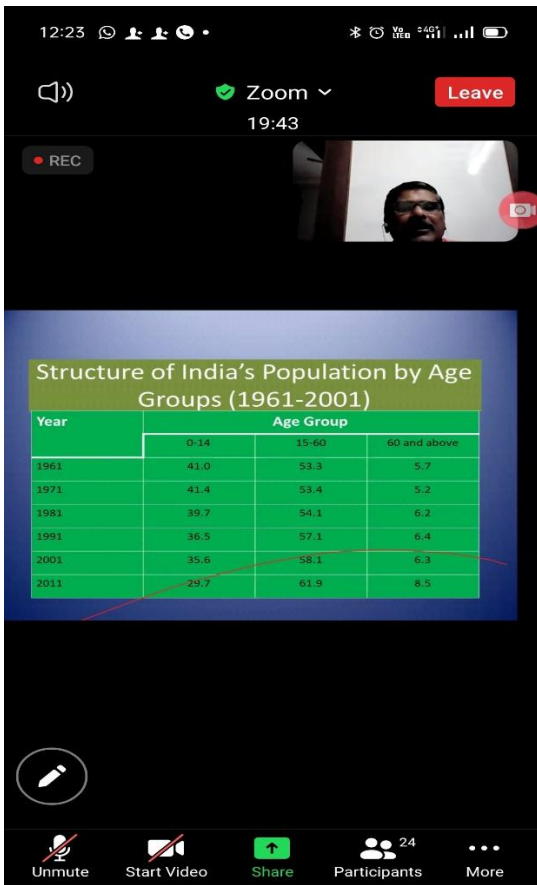 12:23
Zoom
Leave
19:43
REC
Structure of India's Population by Age
Groups (1961-2001)
Year Age Group
0-14 15-60 60 and above
1961 41.0 53.3 5.7
1971 41.4 53.4 5.2
1981 39.7 54.1 6.2
1991 36.5 57.1 6.4
2001 35.6 58.1 6.3
2011 29.7 61.9 8.5
24
Unmute Start Video Share Participants More